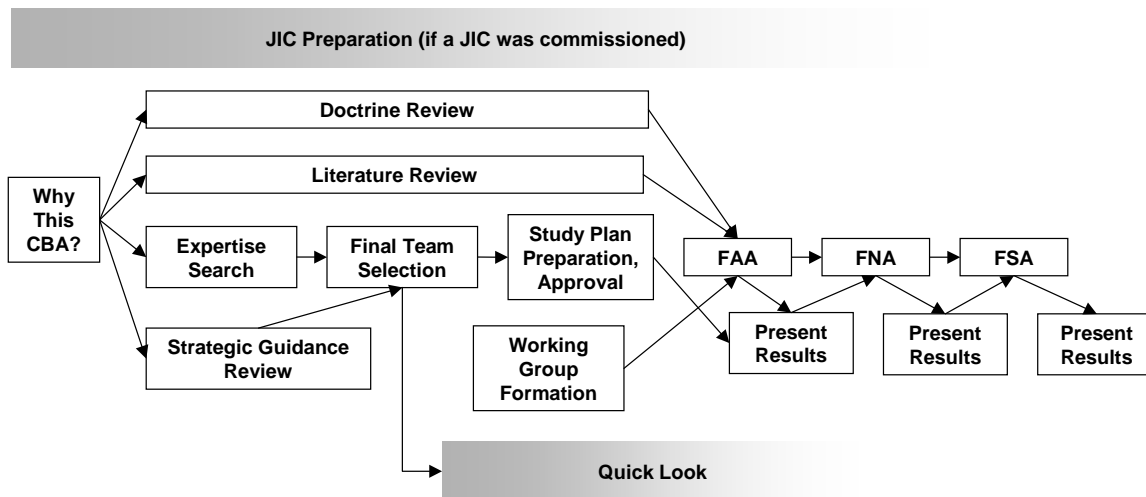 JIC Preparation (if a JIC was commissioned)
Doctrine Review
Literature Review
Why
This
CBA?
Expertise
Search
Final Team
Selection
Study Plan
Preparation,
Approval
FAA
FNA
FSA
Strategic Guidance
Review
Working
Group
Formation
Present
Results
Present
Results
Present
Results
Quick Look